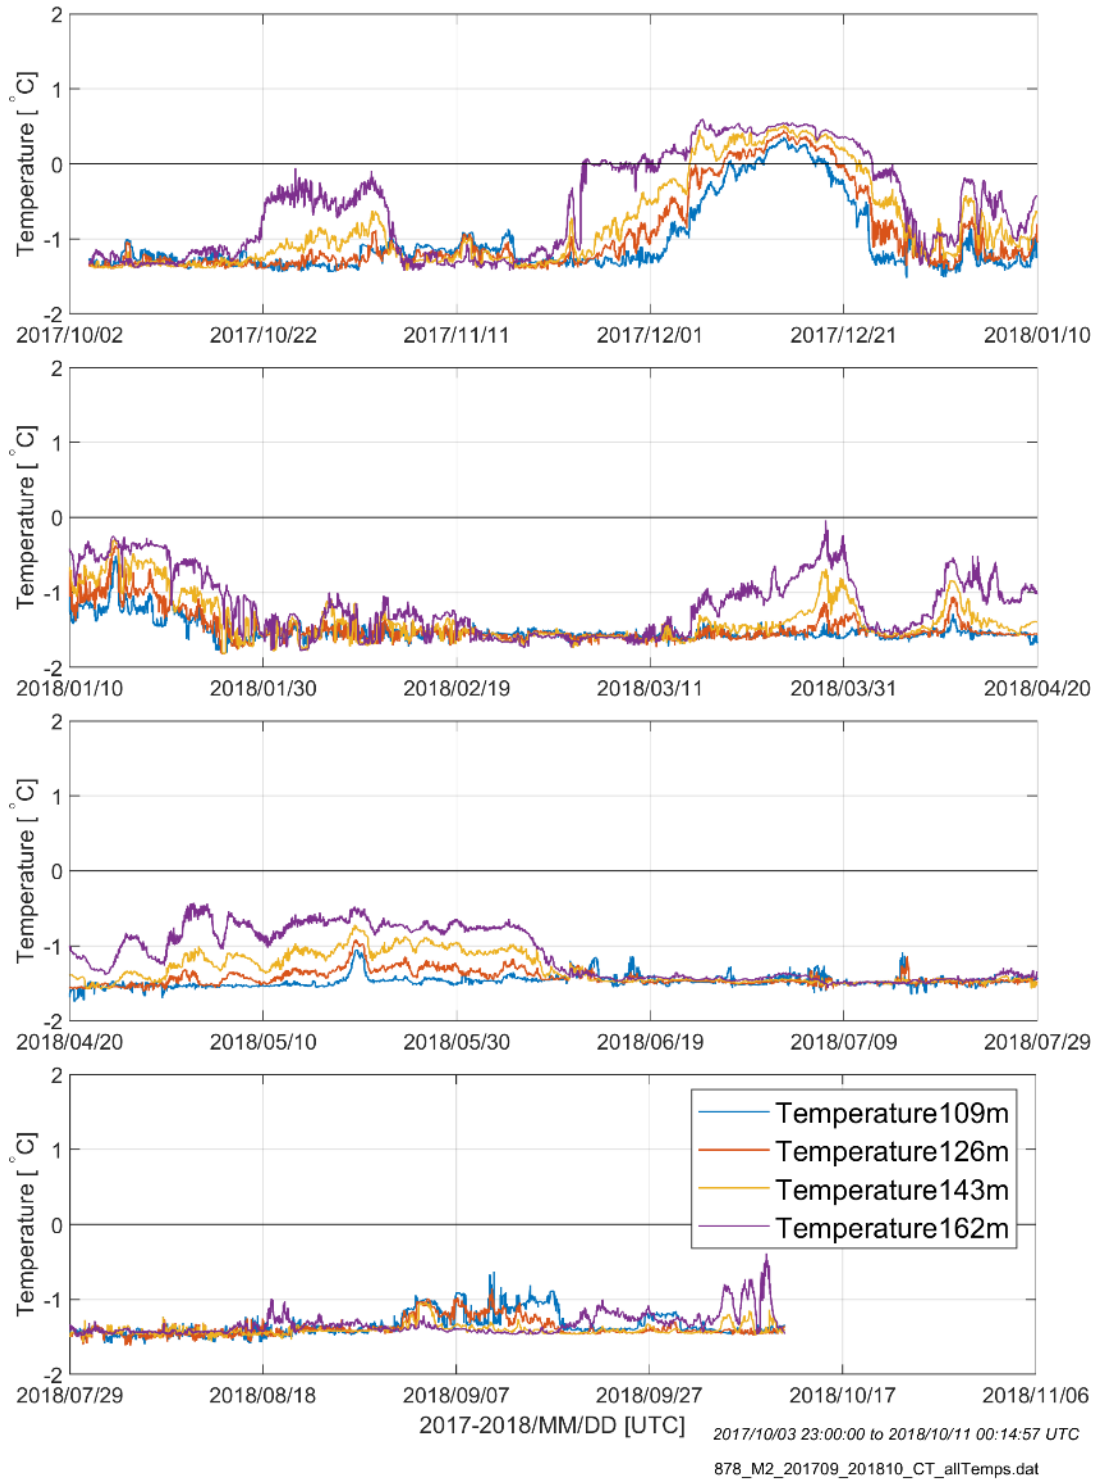 2
1
0
-1
-2
Temperature [ °C]
2017/10/02 2017/10/22 2017/11/11 2017/12/01 2017/12/21 2018/01/10
2
1
0
-1
-2
Temperature [ °C]
2018/01/10 2018/01/30 2018/02/19 2018/03/11 2018/03/31 2018/04/20
2
1
0
-1
-2
Temperature [ °C]
2018/04/20 2018/05/10 2018/05/30 2018/06/19 2018/07/09 2018/07/29
2
1
0
-1
-2
Temperature [ °C]
Temperature109m
Temperature126m
Temperature143m
Temperature162m
2018/07/29 2018/08/18 2018/09/07 2018/09/27 2018/10/17 2018/11/06
2017-2018/MM/DD [UTC]
2017/10/03 23:00:00 to 2018/10/11 00:14:57 UTC
878_M2_201709_201810_CT_allTemps.dat